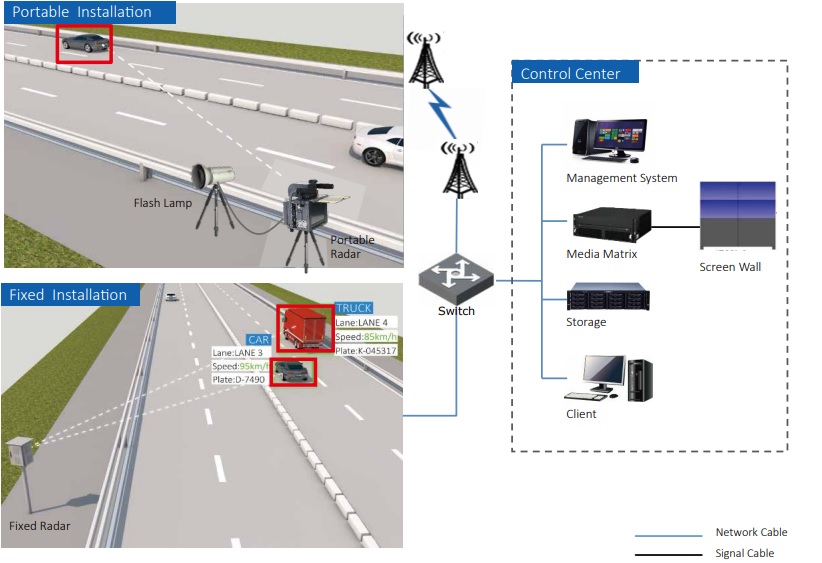 Portable Installation
Flash Lamp
Portable
Radar
Fixed Installation
TRUCK
Lane:LANE 4
Speed:85km/h
Plate:K-045317
CAR
Lane:LANE 3
Speed:95km/h
Plate:D-7490
Fixed Radar
Switch
Control Center
Management System
Media Matrix
Screen Wall
Storage
Client
Network Cable
Signal Cable